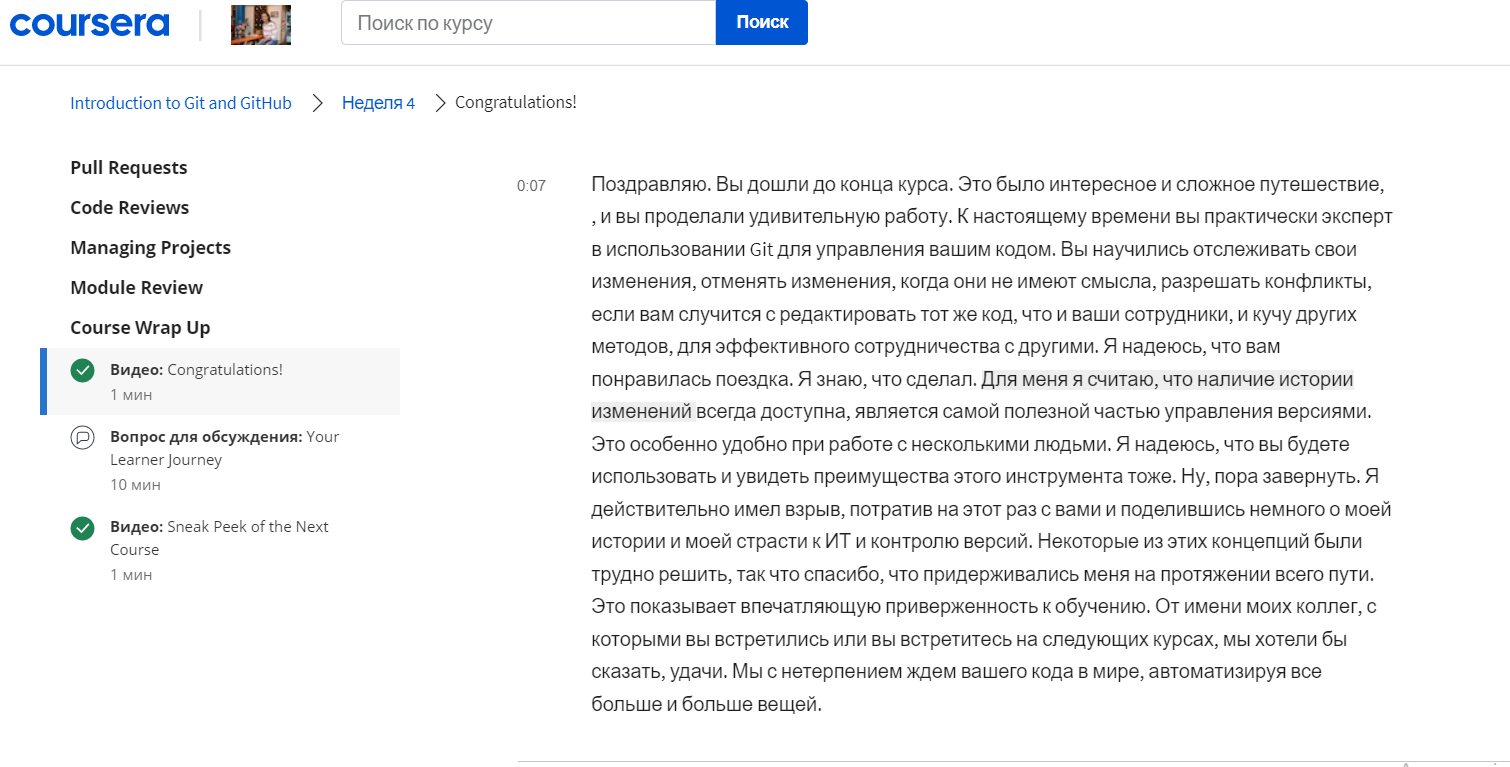 coursera
Поиск по курсу
Поиск
Introduction to Git and GitHub
Неделя 4
Congratulations!
Pull Requests
Code Reviews
Managing Projects
Module Review
Course Wrap Up
Видео: Congratulations!
1 мин
Вопрос для обсуждения: Your
Learner Journey
10 мин
Видео: Sneak Peek of the Next
Course
1 мин
0:07
Поздравляю. Вы дошли до конца курса. Это было интересное и сложное путешествие,
, и вы проделали удивительную работу. К настоящему времени вы практически эксперт
в использовании Git для управления вашим кодом. Вы научились отслеживать свои
изменения, отменять изменения, когда они не имеют смысла, разрешать конфликты,
если вам случится с редактировать тот же код, что и ваши сотрудники, и кучу других
методов, для эффективного сотрудничества с другими. Я надеюсь, что вам
понравилась поездка. Я знаю, что сделал. Для меня я считаю, что наличие истории
изменений всегда доступна, является самой полезной частью управления версиями.
Это особенно удобно при работе с несколькими людьми. Я надеюсь, что вы будете
использовать и увидеть преимущества этого инструмента тоже. Ну, пора завернуть. Я
действительно имел взрыв, потратив на этот раз с вами и поделившись немного о моей
истории и моей страсти к ИТ и контролю версий. Некоторые из этих концепций были
трудно решить, так что спасибо, что придерживались меня на протяжении всего пути.
Это показывает впечатляющую приверженность к обучению. От имени моих коллег, с
которыми вы встретились или вы встретитесь на следующих курсах, мы хотели бы
сказать, удачи. Мы с нетерпением ждем вашего кода в мире, автоматизируя все
больше и больше вещей.